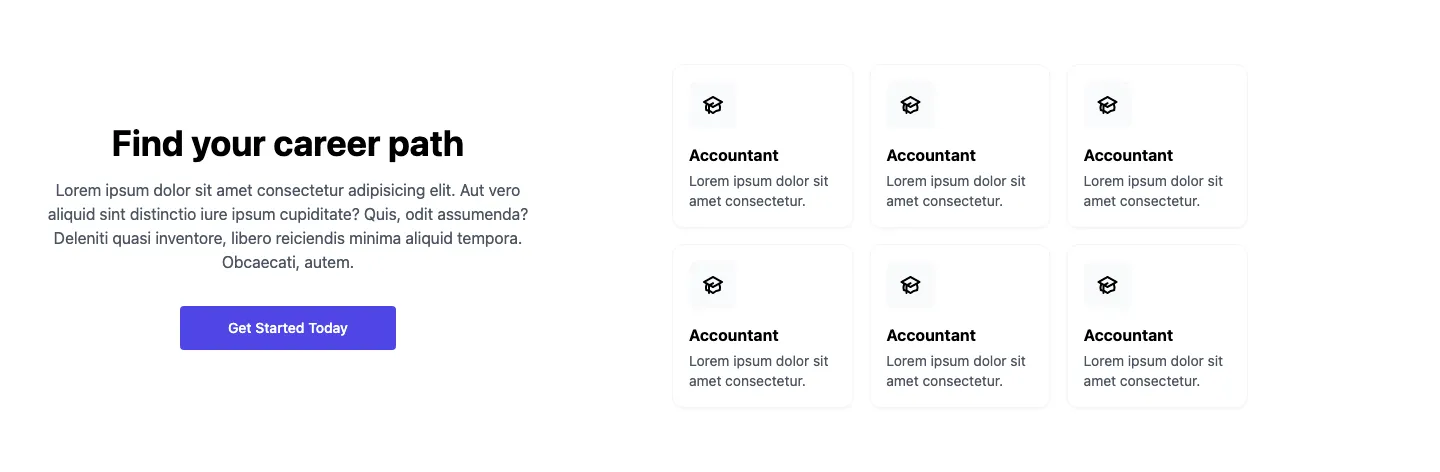 Find your career path
Lorem ipsum dolor sit amet consectetur adipisicing elit. Aut vero
aliquid sint distinctio iure ipsum cupiditate? Quis, odit assumenda?
Deleniti quasi inventore, libero reiciendis minima aliquid tempora.
Obcaecati, autem.
Get Started Today
Accountant
Lorem ipsum dolor sit
amet consectetur.
Accountant
Lorem ipsum dolor sit
amet consectetur.
Accountant
Lorem ipsum dolor sit
amet consectetur.
Accountant
Lorem ipsum dolor sit
amet consectetur.
Accountant
Lorem ipsum dolor sit
amet consectetur.
Accountant
Lorem ipsum dolor sit
amet consectetur.